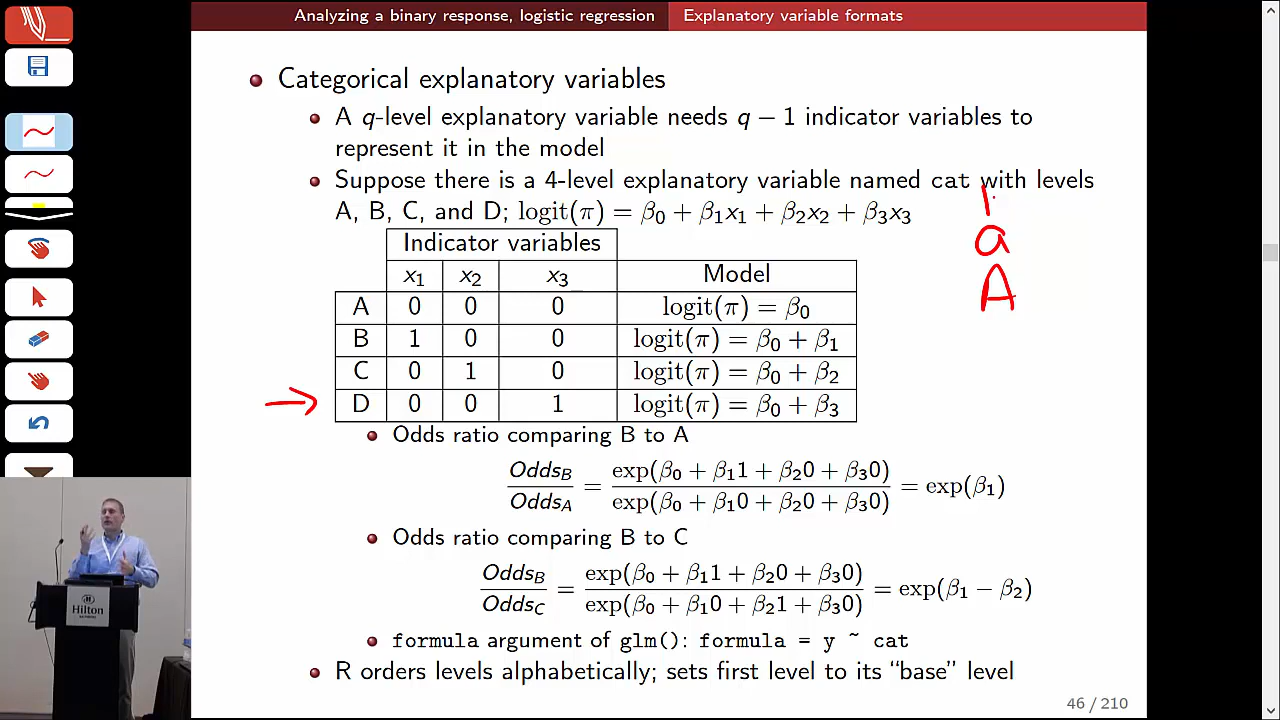 Analyzing a binary response, logistic regression Explanatory variable formats
Categorical explanatory variables
A q-level explanatory variable needs q − 1 indicator variables to
represent it in the model
Suppose there is a 4-level explanatory variable named cat with levels
A, B, C, and D; logit(π) = β₀ + β₁x₁ + β₂x₂ + β₃x₃
1
a
A
Indicator variables
x₁ x₂ x₃ Model
A 0 0 0 logit(π) = β₀
B 1 0 0 logit(π) = β₀ + β₁
C 0 1 0 logit(π) = β₀ + β₂
D 0 0 1 logit(π) = β₀ + β₃
Odds ratio comparing B to A
Odds_B / Odds_A = exp(β₀ + β₁1 + β₂0 + β₃0) / exp(β₀ + β₁0 + β₂0 + β₃0) = exp(β₁)
Odds ratio comparing B to C
Odds_B / Odds_C = exp(β₀ + β₁1 + β₂0 + β₃0) / exp(β₀ + β₁0 + β₂1 + β₃0) = exp(β₁ − β₂)
formula argument of glm(): formula = y ~ cat
R orders levels alphabetically; sets first level to its “base” level
46 / 210
Hilton